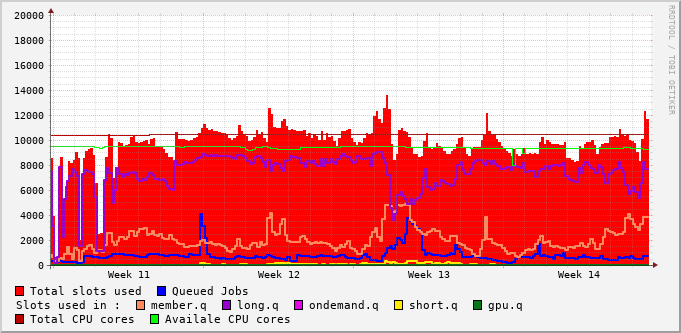 20000
18000
16000
14000
12000
10000
8000
6000
4000
2000
0
Week 11 Week 12 Week 13 Week 14
RRDTOOL / TOBI OETIKER
Total slots used Queued Jobs
Slots used in : member.q long.q ondemand.q short.q gpu.q
Total CPU cores Availale CPU cores